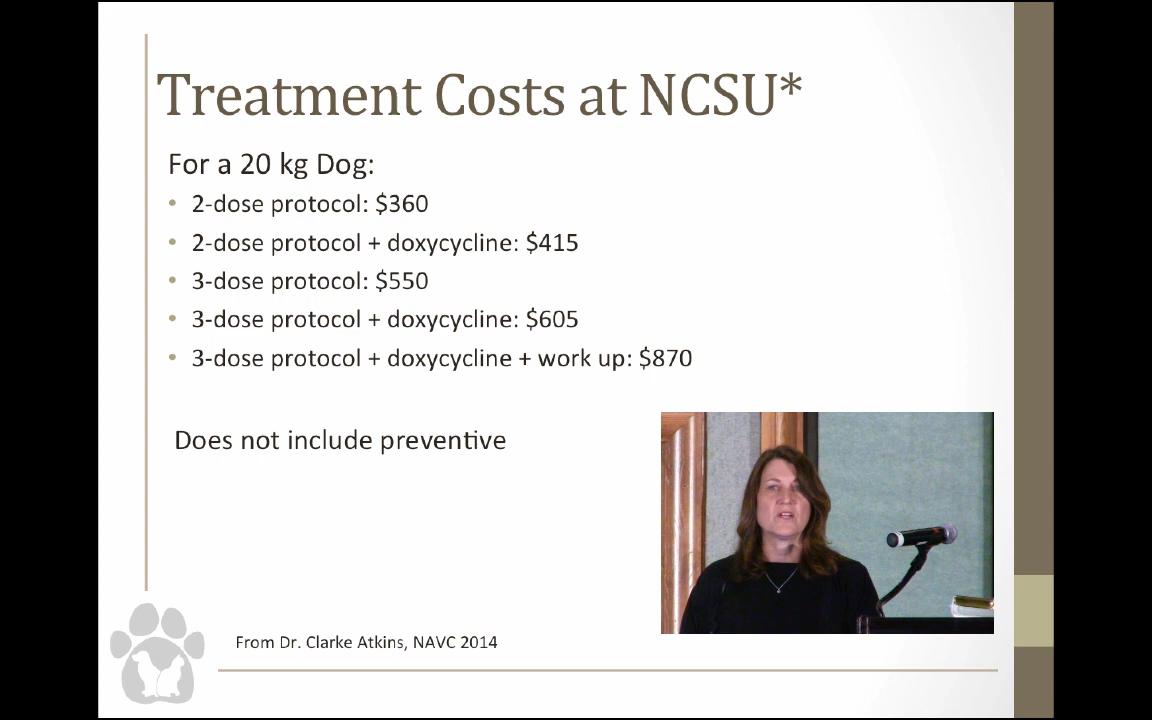 Treatment Costs at NCSU*
For a 20 kg Dog:
• 2-dose protocol: $360
• 2-dose protocol + doxycycline: $415
• 3-dose protocol: $550
• 3-dose protocol + doxycycline: $605
• 3-dose protocol + doxycycline + work up: $870
Does not include preventive
From Dr. Clarke Atkins, NAVC 2014